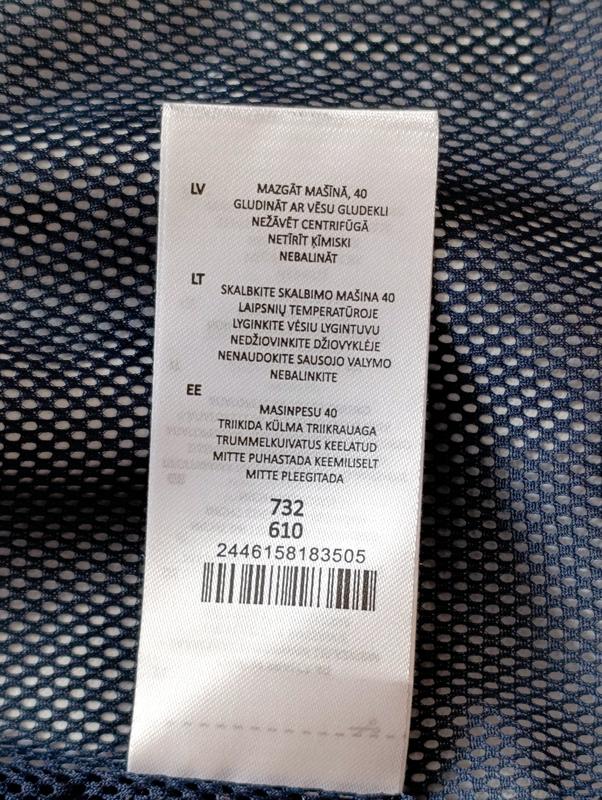 LV
MAZGĀT MAŠĪNĀ, 40
GLUDINĀT AR VĒSU GLUDEKLI
NEŽĀVĒT CENTRIFŪGĀ
NETĪRĪT ĶĪMISKI
NEBALINĀT
LT
SKALBKITE SKALBIMO MAŠINA 40
LAIPSNIŲ TEMPERATŪROJE
LYGINKITE VĖSIU LYGINTUVU
NEDŽIOVINKITE DŽIOVYKLĖJE
NENAUDOKITE SAUSOJO VALYMO
NEBALINKITE
EE
MASINPESU 40
TRIIKIDA KÜLMA TRIIKRAUAGA
TRUMMELKUIVATUS KEELATUD
MITTE PUHASTADA KEEMILISELT
MITTE PLEEGITADA
732
610
2446158183505